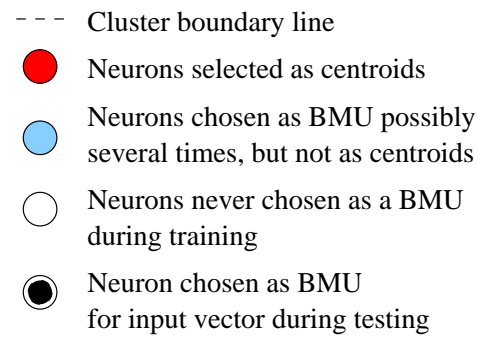 Cluster boundary line
Neurons selected as centroids
Neurons chosen as BMU possibly
several times, but not as centroids
Neurons never chosen as a BMU
during training
Neuron chosen as BMU
for input vector during testing